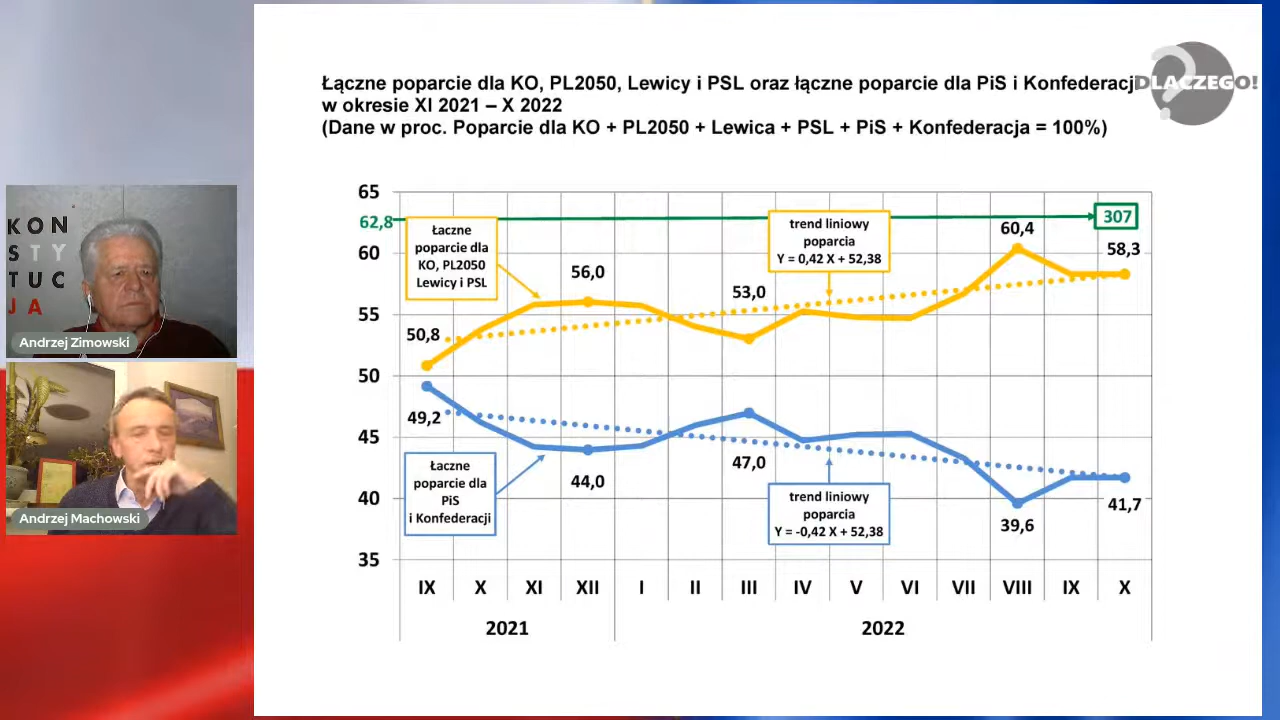 Łączne poparcie dla KO, PL2050, Lewicy i PSL oraz łączne poparcie dla PiS i Konfederacji
w okresie XI 2021 – X 2022
(Dane w proc. Poparcie dla KO + PL2050 + Lewica + PSL + PiS + Konfederacja = 100%)
DLACZEGO!
?
65
62,8
60
55
50
45
40
35
Łaczne
poparcie dla
KO, PL2050
Lewicy i PSL
trend liniowy
poparcia
Y = 0,42 X + 52,38
307
50,8
56,0
53,0
60,4
58,3
49,2
44,0
47,0
39,6
41,7
Łaczne
poparcie dla
PiS
i Konfederacji
trend liniowy
poparcia
Y = -0,42 X + 52,38
IX X XI XII I II III IV V VI VII VIII IX X
2021 2022
KON
STY
TUC
JA
Andrzej Zimowski
Andrzej Machowski